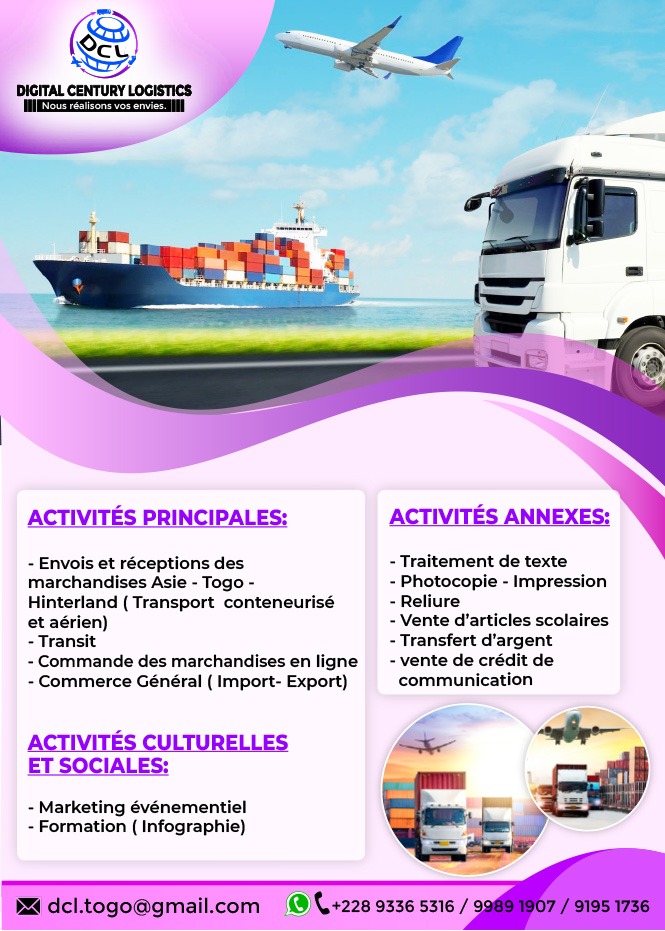 DCL
DIGITAL CENTURY LOGISTICS
Nous réalisons vos envies.
ACTIVITÉS PRINCIPALES:
- Envois et réceptions des
marchandises Asie - Togo -
Hinterland ( Transport conteneurisé
et aérien)
- Transit
- Commande des marchandises en ligne
- Commerce Général ( Import- Export)
ACTIVITÉS CULTURELLES
ET SOCIALES:
- Marketing événementiel
- Formation ( Infographie)
ACTIVITÉS ANNEXES:
- Traitement de texte
- Photocopie - Impression
- Reliure
- Vente d’articles scolaires
- Transfert d’argent
- vente de crédit de
communication
dcl.togo@gmail.com
+228 9336 5316 / 9989 1907 / 9195 1736